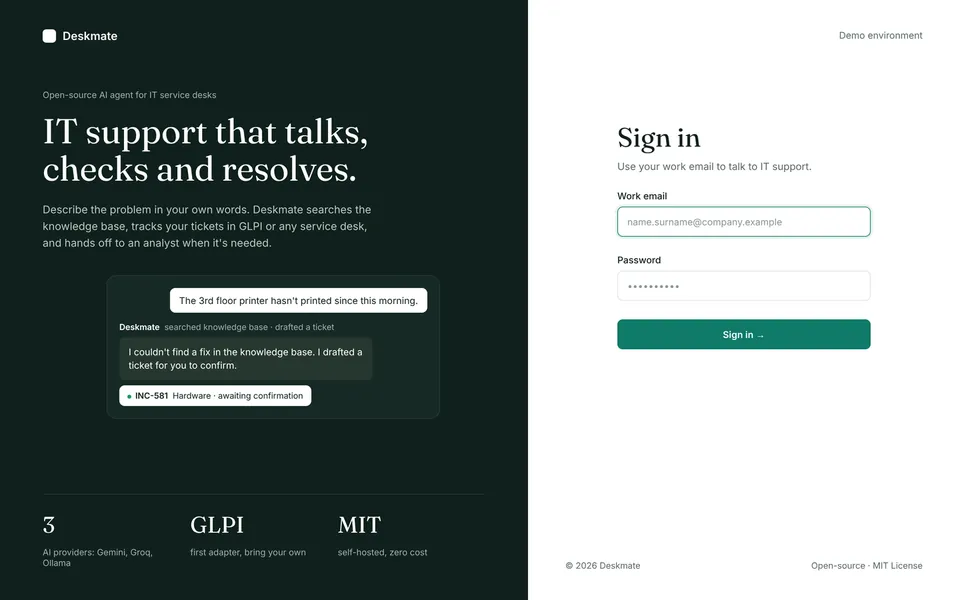 Deskmate
Open-source AI agent for IT service desks
IT support that talks,
checks and resolves.
Describe the problem in your own words. Deskmate searches the
knowledge base, tracks your tickets in GLPI or any service desk,
and hands off to an analyst when it's needed.
The 3rd floor printer hasn't printed since this morning.
Deskmate searched knowledge base · drafted a ticket
I couldn't find a fix in the knowledge base. I drafted a
ticket for you to confirm.
INC-581 Hardware · awaiting confirmation
3
AI providers: Gemini, Groq,
Ollama
GLPI
first adapter, bring your own
MIT
self-hosted, zero cost
Demo environment
Sign in
Use your work email to talk to IT support.
Work email
name.surname@company.example
Password
••••••••••
Sign in →
© 2026 Deskmate
Open-source · MIT License